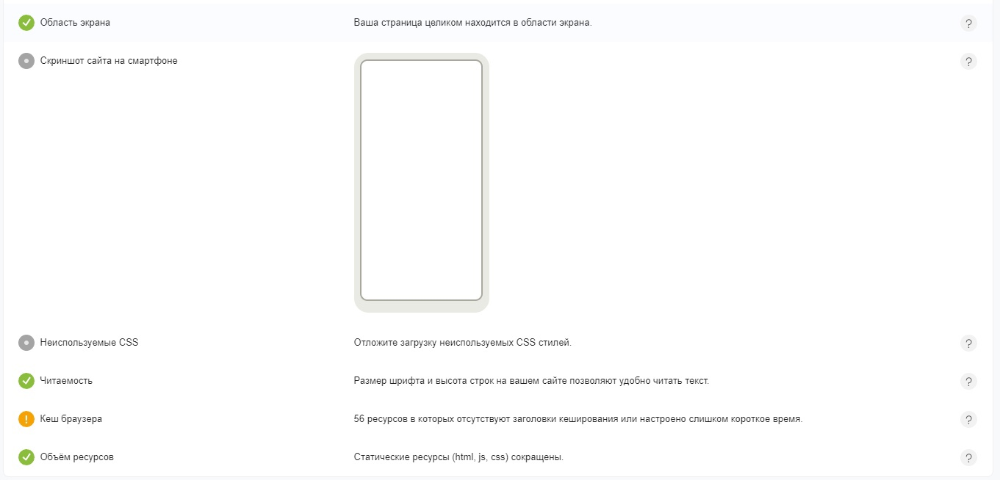 Область экрана Ваша страница целиком находится в области экрана. ?
Скриншот сайта на смартфоне ?
Неиспользуемые CSS Отложите загрузку неиспользуемых CSS стилей. ?
Читаемость Размер шрифта и высота строк на вашем сайте позволяют удобно читать текст. ?
! Кеш браузера 56 ресурсов в которых отсутствуют заголовки кеширования или настроено слишком короткое время. ?
Объём ресурсов Статические ресурсы (html, js, css) сокращены. ?